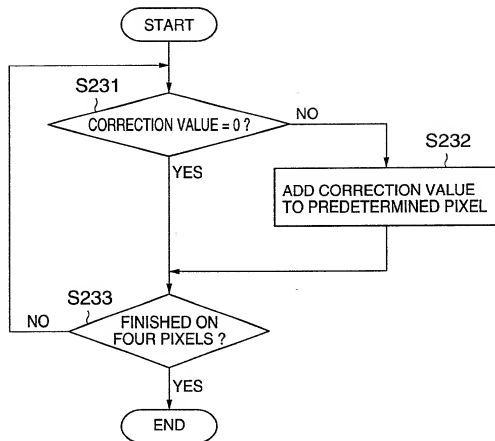 START
S231
CORRECTION VALUE = 0 ?
NO
S232
YES
ADD CORRECTION VALUE
TO PREDETERMINED PIXEL
S233
NO
FINISHED ON
FOUR PIXELS ?
YES
END